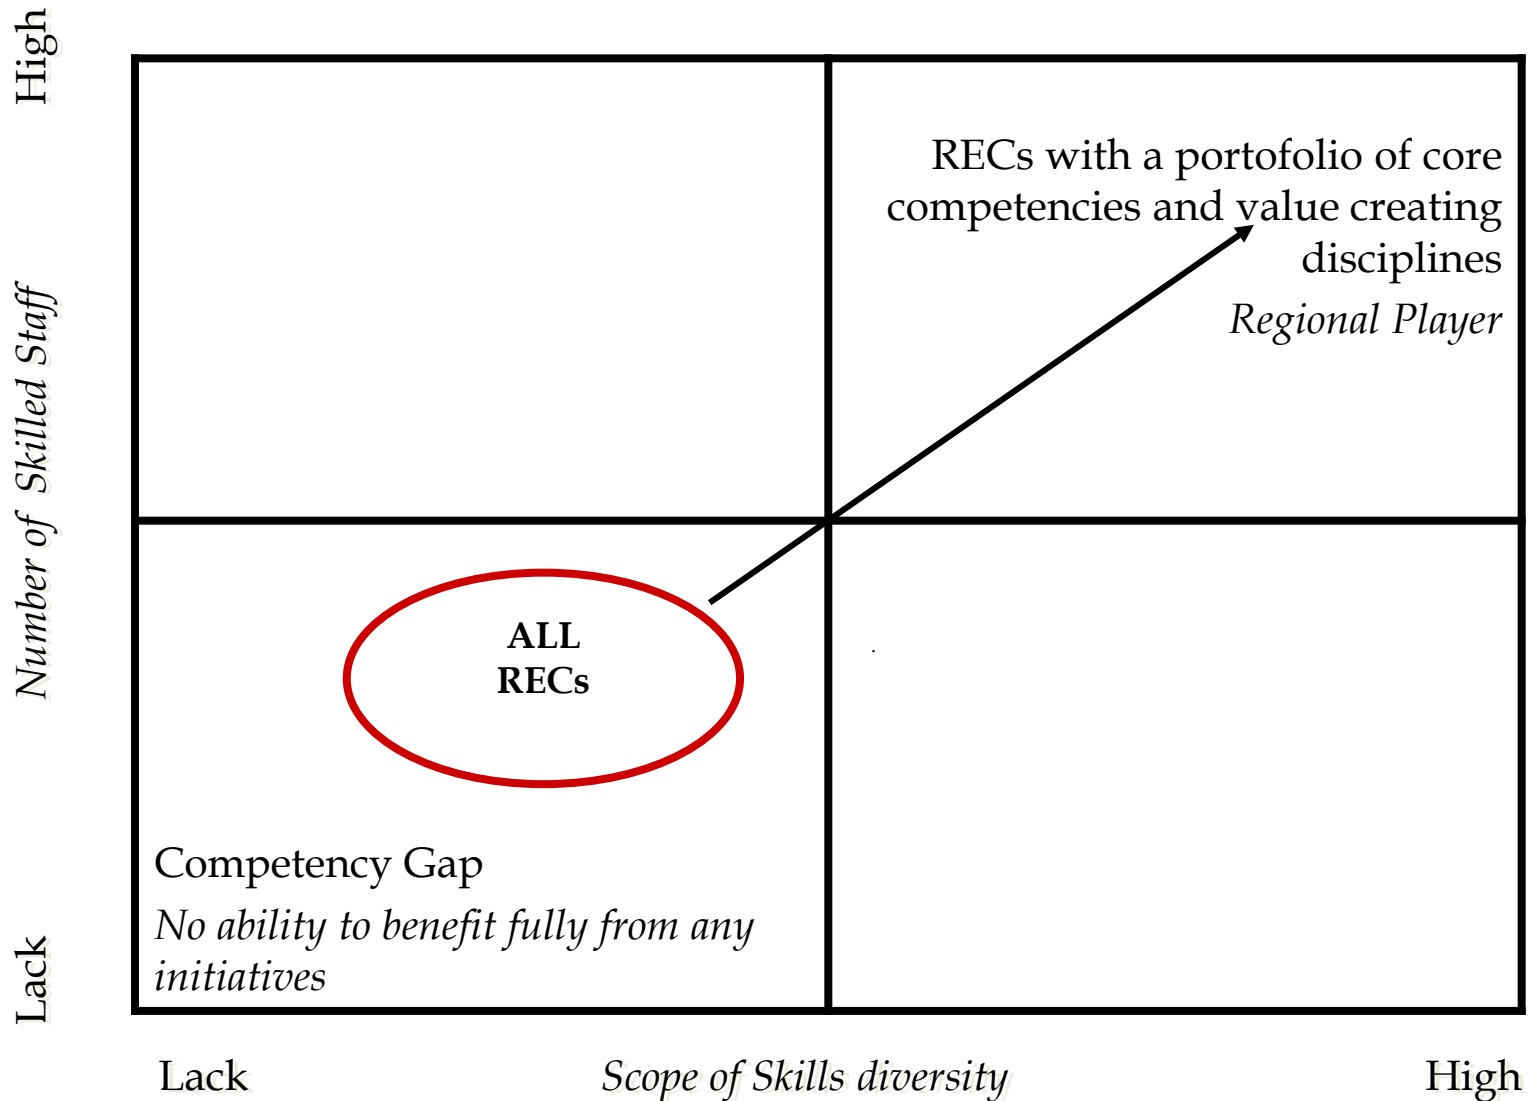 High
RECs with a portofolio of core
competencies and value creating
disciplines
Regional Player
Number of Skilled Staff
ALL
RECs
Competency Gap
No ability to benefit fully from any
initiatives
Lack
Lack
Scope of Skills diversity
High